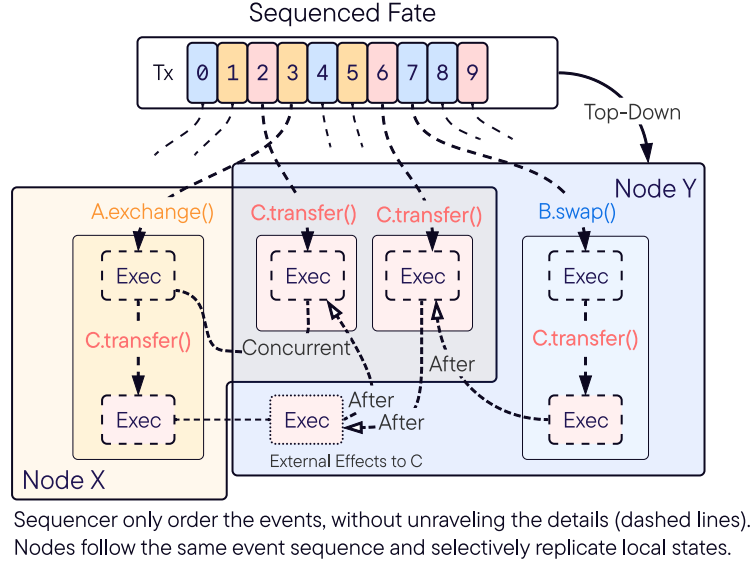 Sequenced Fate
Tx 0 1 2 3 4 5 6 7 8 9
Top-Down
Node Y
A.exchange() C.transfer() C.transfer() B.swap()
Exec Exec Exec Exec
C.transfer() C.transfer()
Concurrent
After
After
After
Exec Exec Exec
External Effects to C
Node X
Sequencer only order the events, without unraveling the details (dashed lines).
Nodes follow the same event sequence and selectively replicate local states.